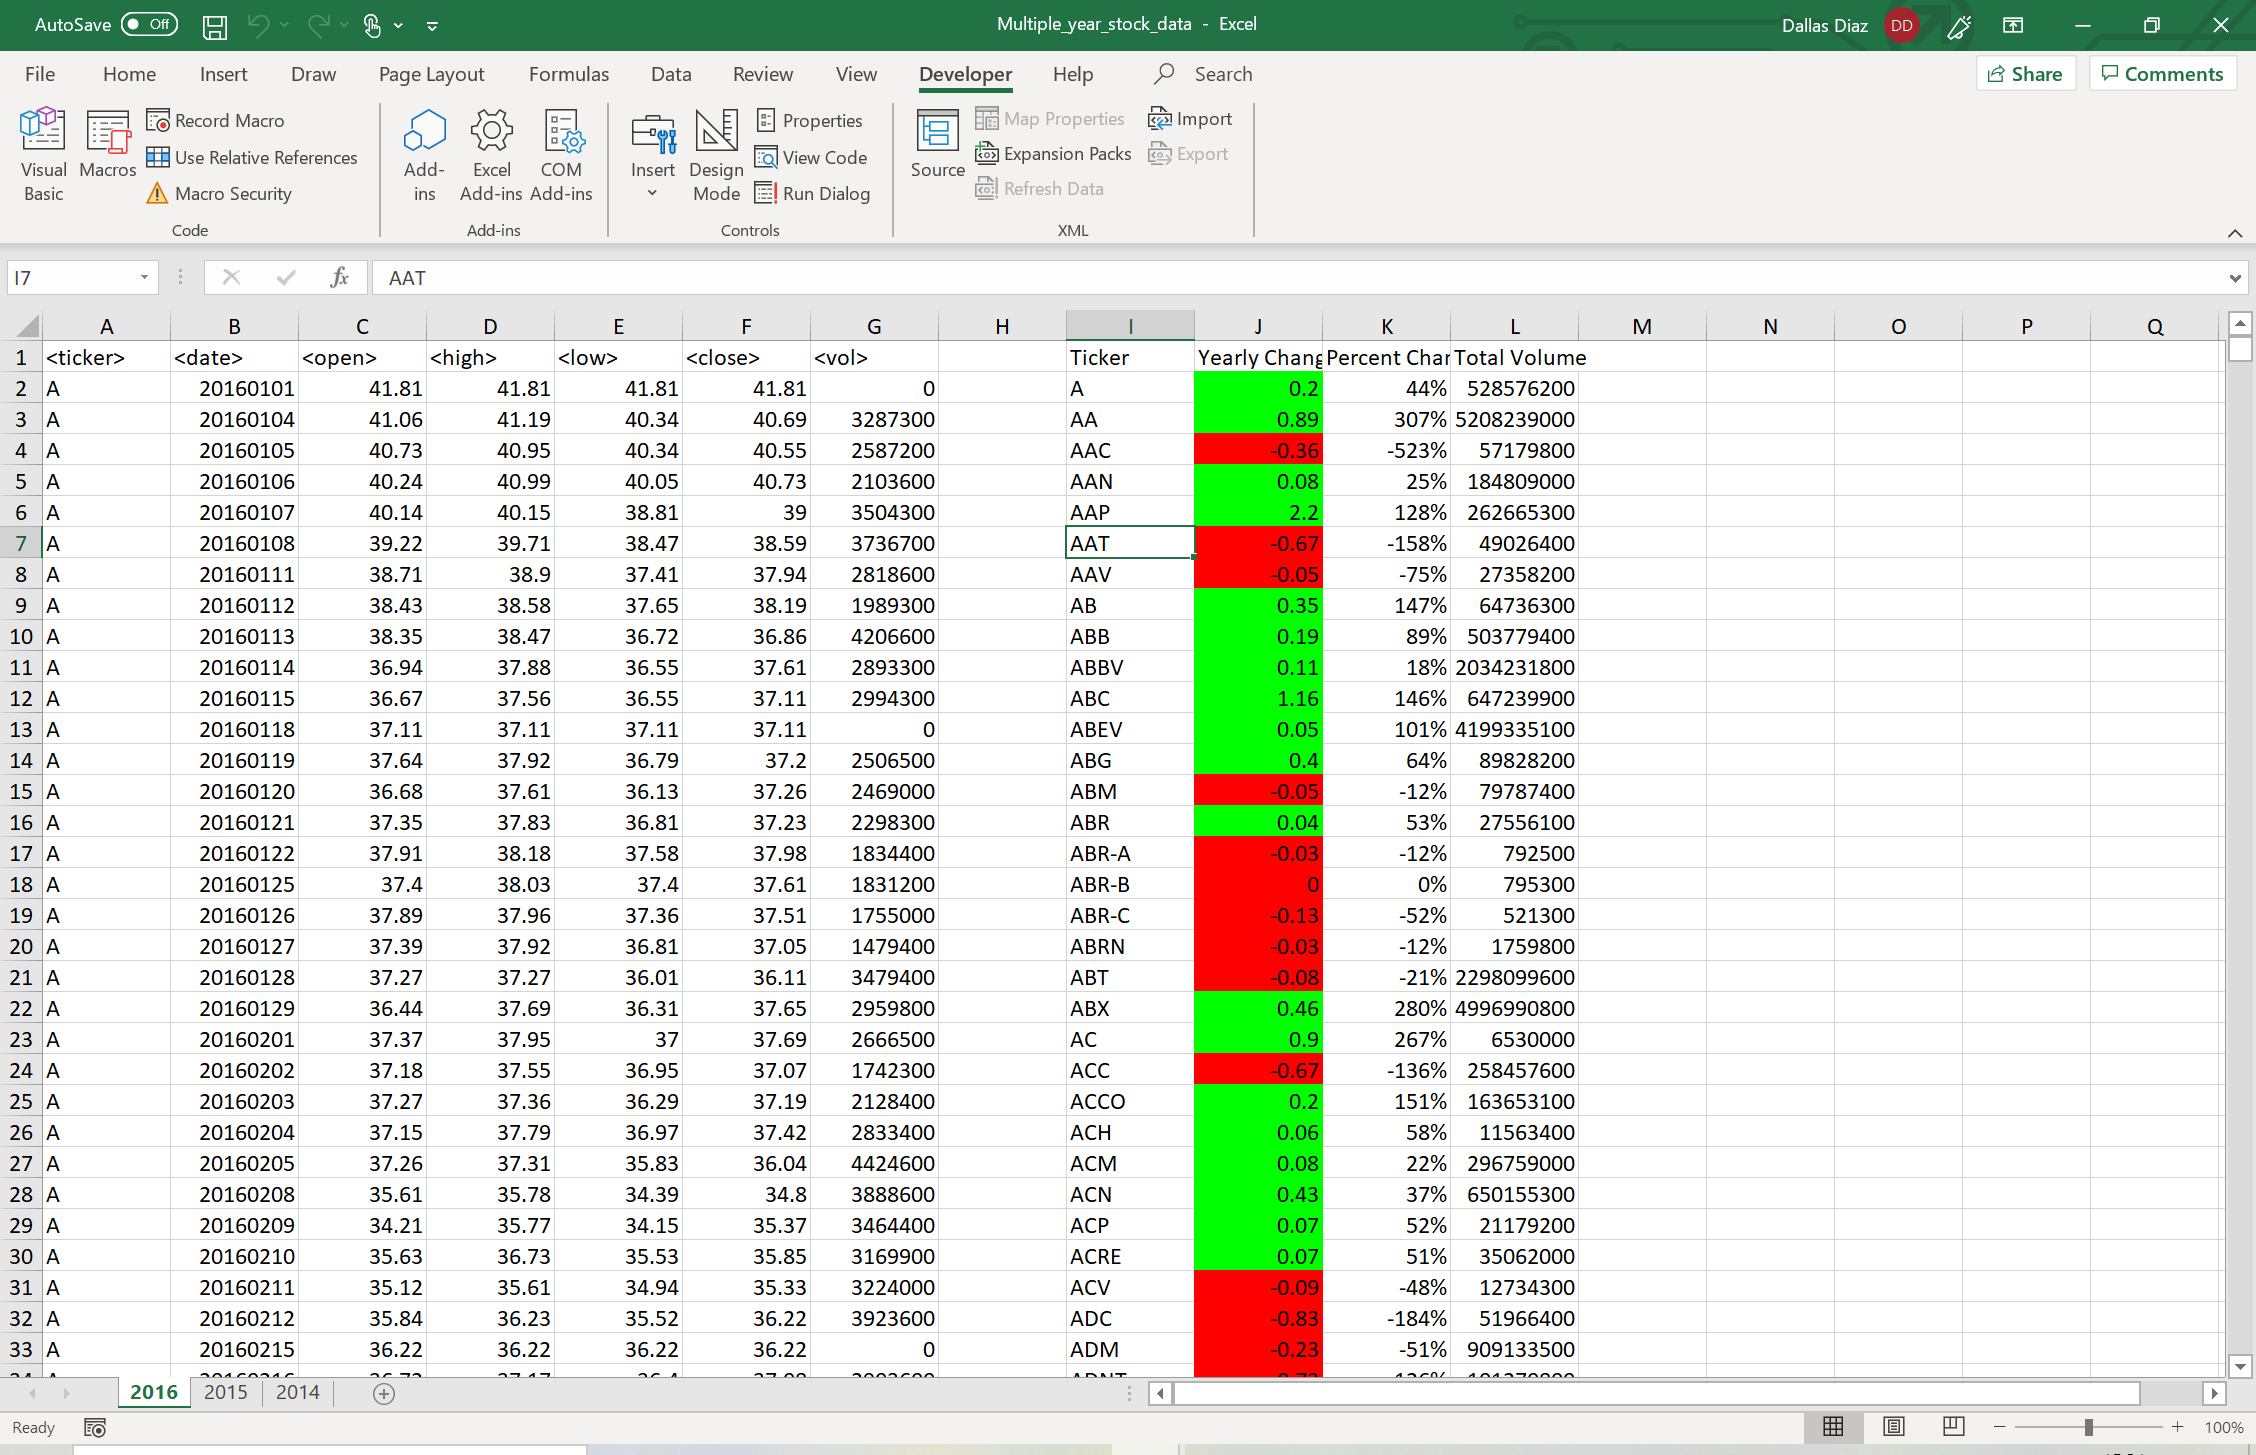 AutoSave Off Multiple_year_stock_data - Excel Dallas Diaz DD
File Home Insert Draw Page Layout Formulas Data Review View Developer Help Search Share Comments
Visual Basic
Macros
Record Macro
Use Relative References
Macro Security
Code
Add-ins
Excel Add-ins
COM Add-ins
Add-ins
Insert
Design Mode
Properties
View Code
Run Dialog
Controls
Source
Map Properties
Expansion Packs
Refresh Data
Import
Export
XML
I7 fx AAT
A B C D E F G H I J K L M N O P Q
1 <ticker> <date> <open> <high> <low> <close> <vol> Ticker Yearly Chang Percent Char Total Volume
2 A 20160101 41.81 41.81 41.81 41.81 0 A 0.2 44% 528576200
3 A 20160104 41.06 41.19 40.34 40.69 3287300 AA 0.89 307% 5208239000
4 A 20160105 40.73 40.95 40.34 40.55 2587200 AAC -0.36 -523% 57179800
5 A 20160106 40.24 40.99 40.05 40.73 2103600 AAN 0.08 25% 184809000
6 A 20160107 40.14 40.15 38.81 39 3504300 AAP 2.2 128% 262665300
7 A 20160108 39.22 39.71 38.47 38.59 3736700 AAT -0.67 -158% 49026400
8 A 20160111 38.71 38.9 37.41 37.94 2818600 AAV -0.05 -75% 27358200
9 A 20160112 38.43 38.58 37.65 38.19 1989300 AB 0.35 147% 64736300
10 A 20160113 38.35 38.47 36.72 36.86 4206600 ABB 0.19 89% 503779400
11 A 20160114 36.94 37.88 36.55 37.61 2893300 ABBV 0.11 18% 2034231800
12 A 20160115 36.67 37.56 36.55 37.11 2994300 ABC 1.16 146% 647239900
13 A 20160118 37.11 37.11 37.11 37.11 0 ABEV 0.05 101% 4199335100
14 A 20160119 37.64 37.92 36.79 37.2 2506500 ABG 0.4 64% 89828200
15 A 20160120 36.68 37.61 36.13 37.26 2469000 ABM -0.05 -12% 79787400
16 A 20160121 37.35 37.83 36.81 37.23 2298300 ABR 0.04 53% 27556100
17 A 20160122 37.91 38.18 37.58 37.98 1834400 ABR-A -0.03 -12% 792500
18 A 20160125 37.4 38.03 37.4 37.61 1831200 ABR-B 0 0% 795300
19 A 20160126 37.89 37.96 37.36 37.51 1755000 ABR-C -0.13 -52% 521300
20 A 20160127 37.39 37.92 36.81 37.05 1479400 ABRN -0.03 -12% 1759800
21 A 20160128 37.27 37.27 36.01 36.11 3479400 ABT -0.08 -21% 2298099600
22 A 20160129 36.44 37.69 36.31 37.65 2959800 ABX 0.46 280% 4996990800
23 A 20160201 37.37 37.95 37 37.69 2666500 AC 0.9 267% 6530000
24 A 20160202 37.18 37.55 36.95 37.07 1742300 ACC -0.67 -136% 258457600
25 A 20160203 37.27 37.36 36.29 37.19 2128400 ACCO 0.2 151% 163653100
26 A 20160204 37.15 37.79 36.97 37.42 2833400 ACH 0.06 58% 11563400
27 A 20160205 37.26 37.31 35.83 36.04 4424600 ACM 0.08 22% 296759000
28 A 20160208 35.61 35.78 34.39 34.8 3888600 ACN 0.43 37% 650155300
29 A 20160209 34.21 35.77 34.15 35.37 3464400 ACP 0.07 52% 21179200
30 A 20160210 35.63 36.73 35.53 35.85 3169900 ACRE 0.07 51% 35062000
31 A 20160211 35.12 35.61 34.94 35.33 3224000 ACV -0.09 -48% 12734300
32 A 20160212 35.84 36.23 35.52 36.22 3923600 ADC -0.83 -184% 51966400
33 A 20160215 36.22 36.22 36.22 36.22 0 ADM -0.23 -51% 909133500
2016 2015 2014
Ready 100%